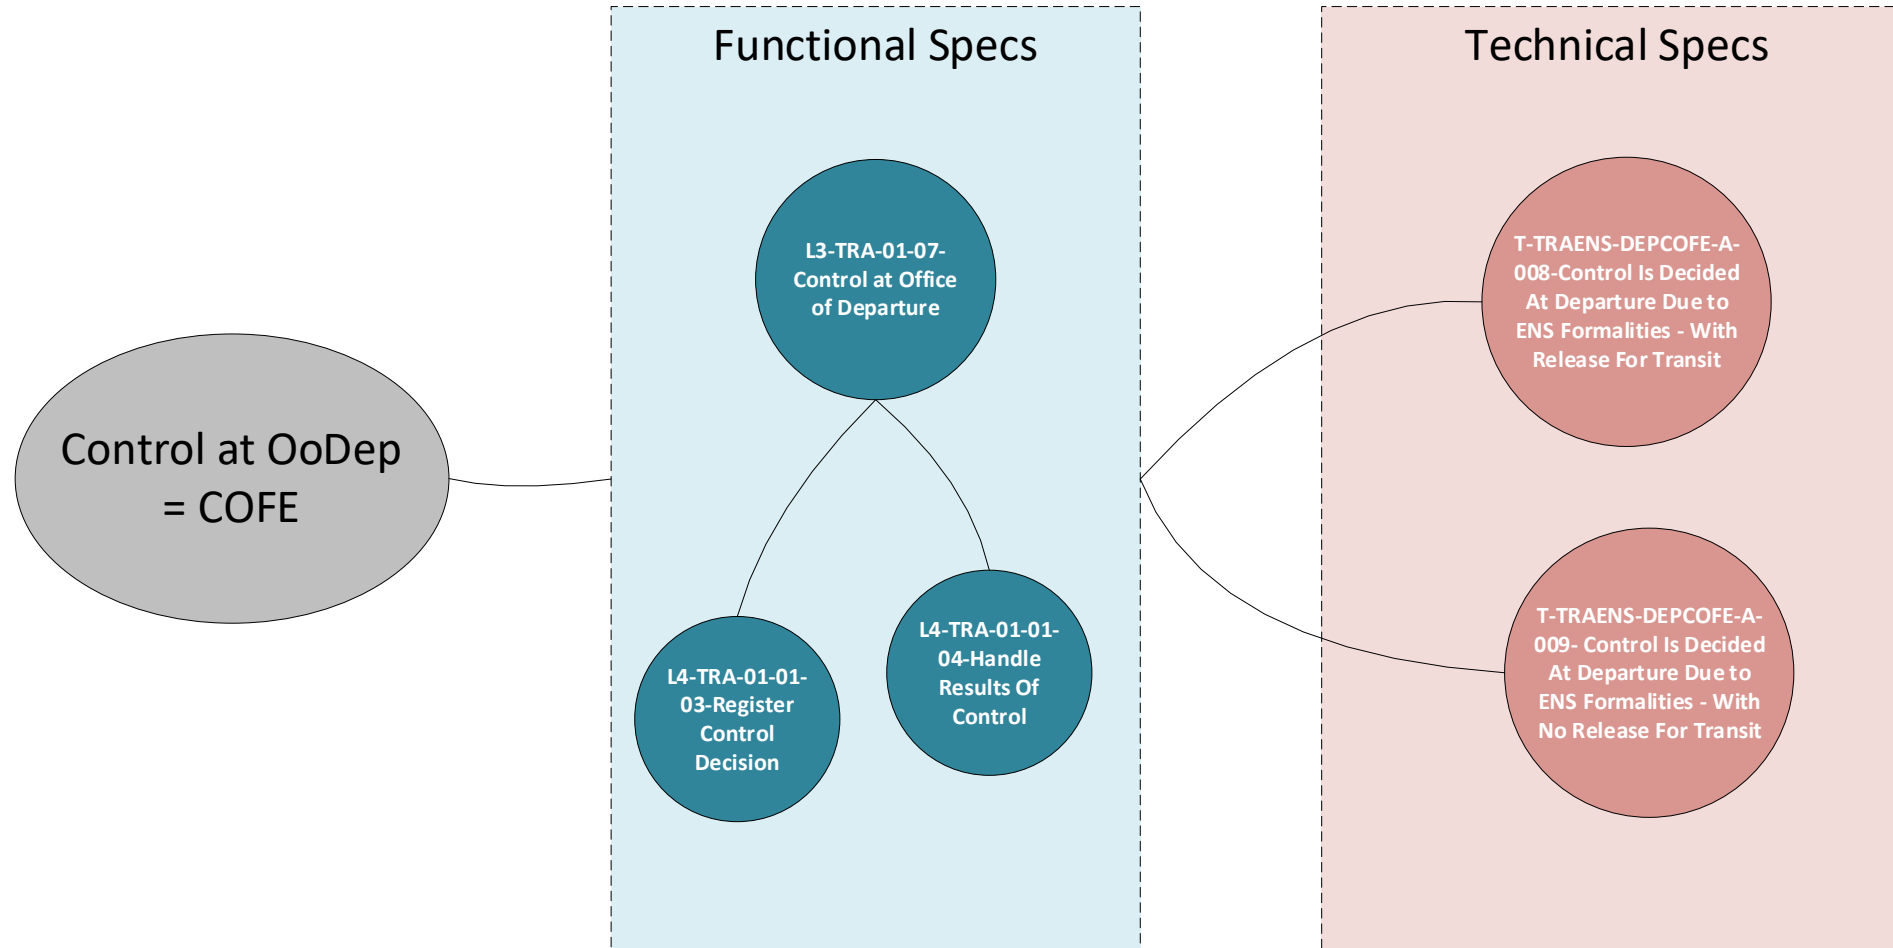 Functional Specs
Technical Specs
Control at OoDep
= COFE
L3-TRA-01-07-
Control at Office
of Departure
L4-TRA-01-01-
03-Register
Control
Decision
L4-TRA-01-01-
04-Handle
Results Of
Control
T-TRAENS-DEPCOFE-A-
008-Control Is Decided
At Departure Due to
ENS Formalities - With
Release For Transit
T-TRAENS-DEPCOFE-A-
009- Control Is Decided
At Departure Due to
ENS Formalities - With
No Release For Transit